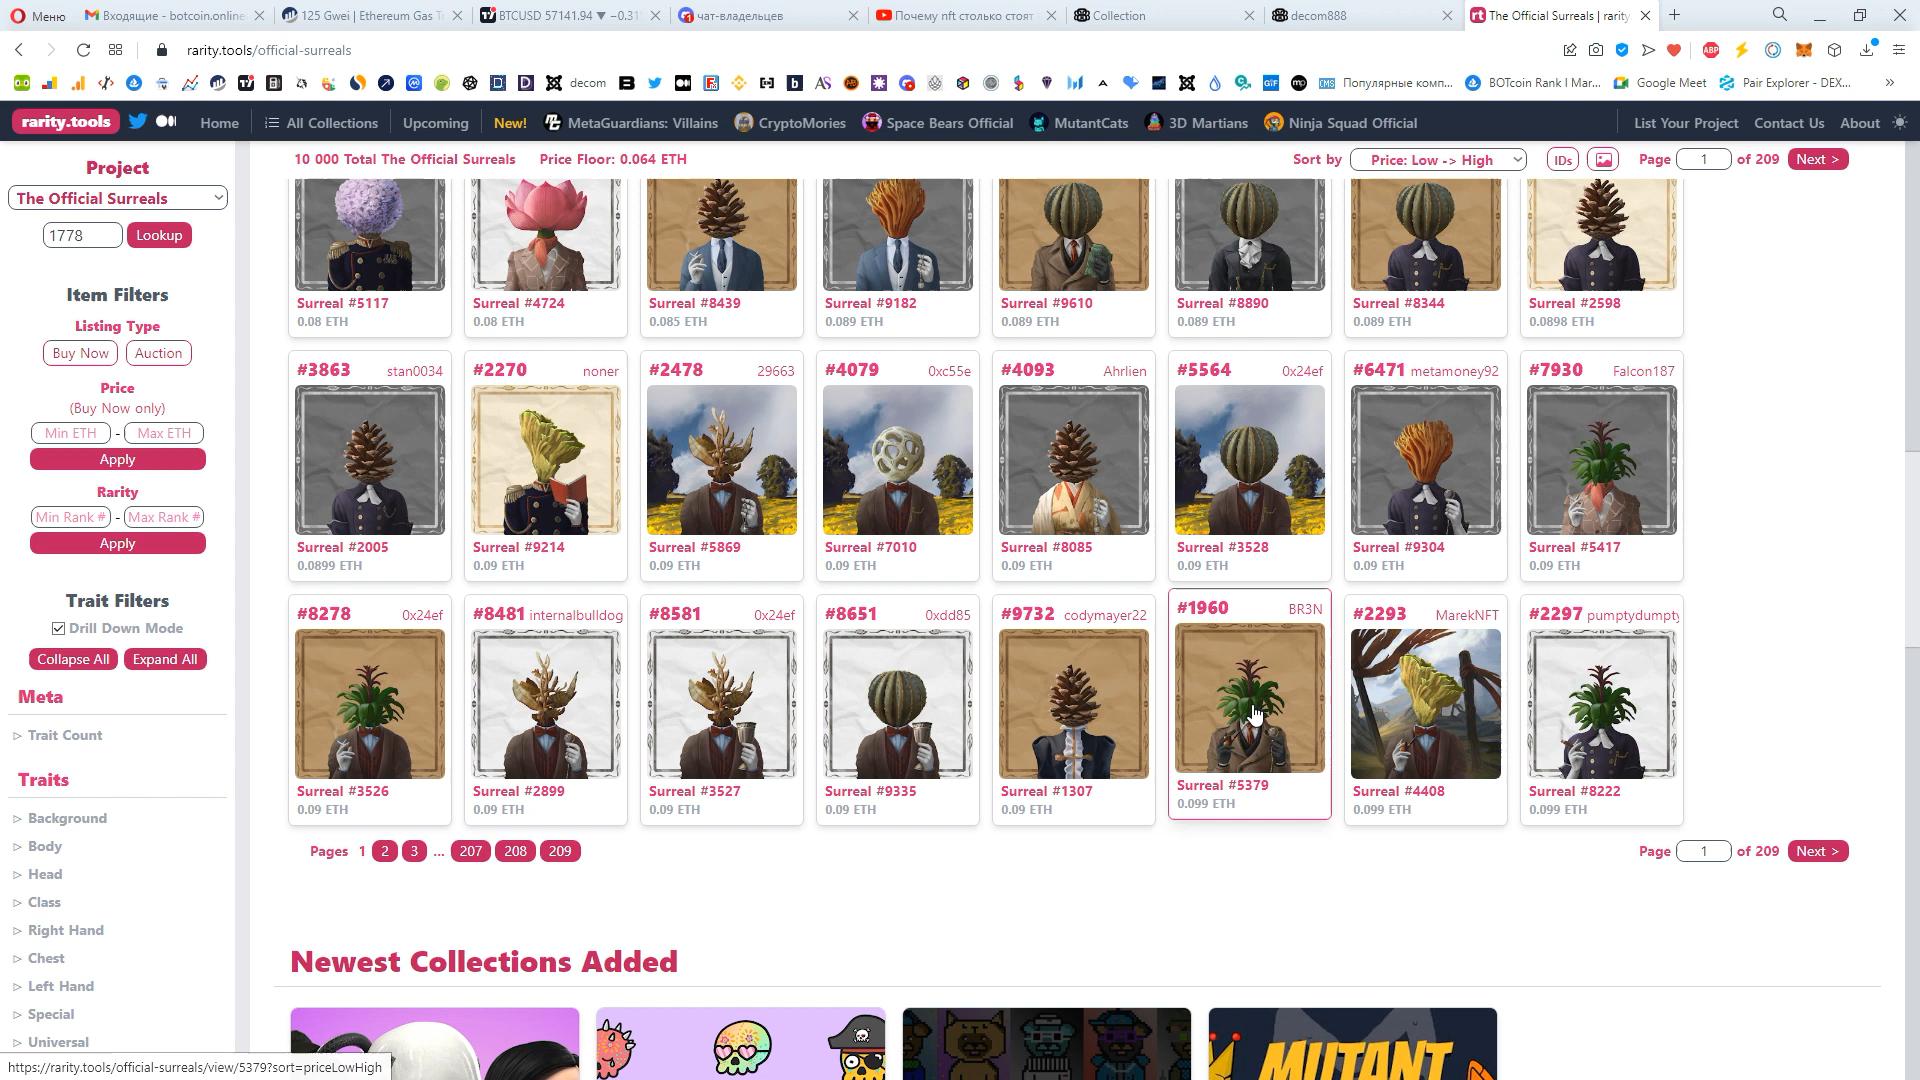 Меню
Входящие - botcoin.online
125 Gwei | Ethereum Gas T
BTCUSD 57141.94 ▼ −0.31
чат-владельцев
Почему nft столько стоят
Collection
decom888
The Official Surreals | rarity
rarity.tools/official-surreals
decom
Популярные комп...
BOTcoin Rank I Mar...
Google Meet
Pair Explorer - DEX...
rarity.tools
Home
All Collections
Upcoming
New!
MetaGuardians: Villains
CryptoMories
Space Bears Official
MutantCats
3D Martians
Ninja Squad Official
List Your Project
Contact Us
About
Project
The Official Surreals
1778
Lookup
Item Filters
Listing Type
Buy Now
Auction
Price
(Buy Now only)
Min ETH - Max ETH
Apply
Rarity
Min Rank # - Max Rank #
Apply
Trait Filters
Drill Down Mode
Collapse All
Expand All
Meta
Trait Count
Traits
Background
Body
Head
Class
Right Hand
Chest
Left Hand
Special
Universal
10 000 Total The Official Surreals
Price Floor: 0.064 ETH
Sort by
Price: Low -> High
IDs
Page 1 of 209 Next >
Surreal #5117
0.08 ETH
Surreal #4724
0.08 ETH
Surreal #8439
0.085 ETH
Surreal #9182
0.089 ETH
Surreal #9610
0.089 ETH
Surreal #8890
0.089 ETH
Surreal #8344
0.089 ETH
Surreal #2598
0.0898 ETH
#3863 stan0034
Surreal #2005
0.0899 ETH
#2270 noner
Surreal #9214
0.09 ETH
#2478 29663
Surreal #5869
0.09 ETH
#4079 0xc55e
Surreal #7010
0.09 ETH
#4093 Ahrlien
Surreal #8085
0.09 ETH
#5564 0x24ef
Surreal #3528
0.09 ETH
#6471 metamoney92
Surreal #9304
0.09 ETH
#7930 Falcon187
Surreal #5417
0.09 ETH
#8278 0x24ef
Surreal #3526
0.09 ETH
#8481 internalbulldog
Surreal #2899
0.09 ETH
#8581 0x24ef
Surreal #3527
0.09 ETH
#8651 0xdd85
Surreal #9335
0.09 ETH
#9732 codymayer22
Surreal #1307
0.09 ETH
#1960 BR3N
Surreal #5379
0.099 ETH
#2293 MarekNFT
Surreal #4408
0.099 ETH
#2297 pumptydumpty
Surreal #8222
0.099 ETH
Pages 1 2 3 ... 207 208 209
Page 1 of 209 Next >
Newest Collections Added
MUTANT
https://rarity.tools/official-surreals/view/5379?sort=priceLowHigh